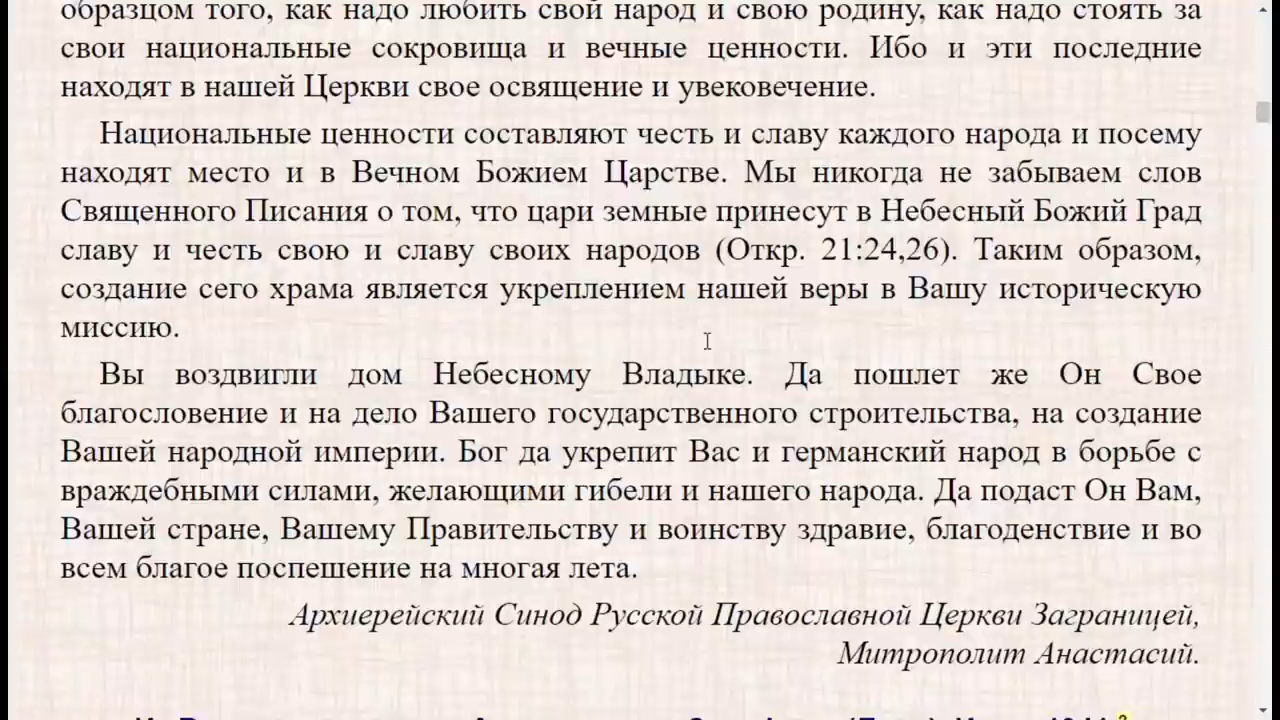 образцом того, как надо любить свой народ и свою родину, как надо стоять за
свои национальные сокровища и вечные ценности. Ибо и эти последние
находят в нашей Церкви свое освящение и увековечение.
Национальные ценности составляют честь и славу каждого народа и посему
находят место и в Вечном Божием Царстве. Мы никогда не забываем слов
Священного Писания о том, что цари земные принесут в Небесный Божий Град
славу и честь свою и славу своих народов (Откр. 21:24,26). Таким образом,
создание сего храма является укреплением нашей веры в Вашу историческую
миссию.
Вы воздвигли дом Небесному Владыке. Да пошлет же Он Свое
благословение и на дело Вашего государственного строительства, на создание
Вашей народной империи. Бог да укрепит Вас и германский народ в борьбе с
враждебными силами, желающими гибели и нашего народа. Да подаст Он Вам,
Вашей стране, Вашему Правительству и воинству здравие, благоденствие и во
всем благое поспешение на многая лета.
Архиерейский Синод Русской Православной Церкви Заграницей,
Митрополит Анастасий.